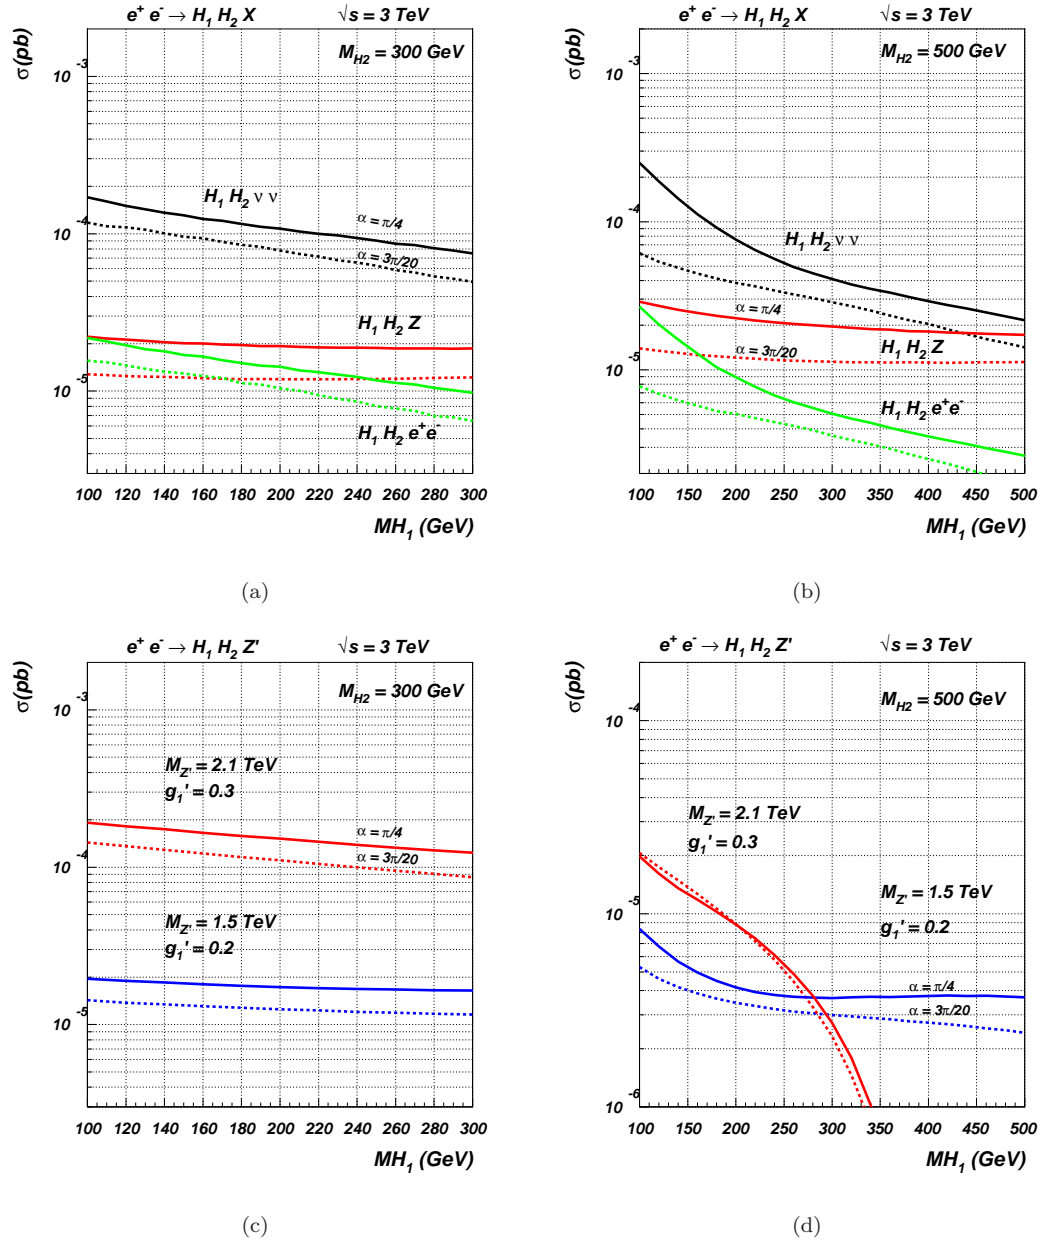 e⁺ e⁻ → H₁ H₂ X √s = 3 TeV
σ(pb)
M_H2 = 300 GeV
10⁻³
H₁ H₂ ν ν
α = π/4
10⁻⁴
α = 3π/20
H₁ H₂ Z
10⁻⁵
H₁ H₂ e⁺e⁻
100 120 140 160 180 200 220 240 260 280 300
MH₁ (GeV)
(a)
e⁺ e⁻ → H₁ H₂ X √s = 3 TeV
σ(pb)
M_H2 = 500 GeV
10⁻³
10⁻⁴
H₁ H₂ ν ν
α = π/4
α = 3π/20
H₁ H₂ Z
10⁻⁵
H₁ H₂ e⁺e⁻
100 150 200 250 300 350 400 450 500
MH₁ (GeV)
(b)
e⁺ e⁻ → H₁ H₂ Z' √s = 3 TeV
σ(pb)
M_H2 = 300 GeV
10⁻³
M_Z' = 2.1 TeV
g₁' = 0.3
α = π/4
10⁻⁴
α = 3π/20
M_Z' = 1.5 TeV
g₁' = 0.2
10⁻⁵
100 120 140 160 180 200 220 240 260 280 300
MH₁ (GeV)
(c)
e⁺ e⁻ → H₁ H₂ Z' √s = 3 TeV
σ(pb)
M_H2 = 500 GeV
10⁻⁴
M_Z' = 2.1 TeV
g₁' = 0.3
M_Z' = 1.5 TeV
10⁻⁵
g₁' = 0.2
α = π/4
α = 3π/20
10⁻⁶
100 150 200 250 300 350 400 450 500
MH₁ (GeV)
(d)